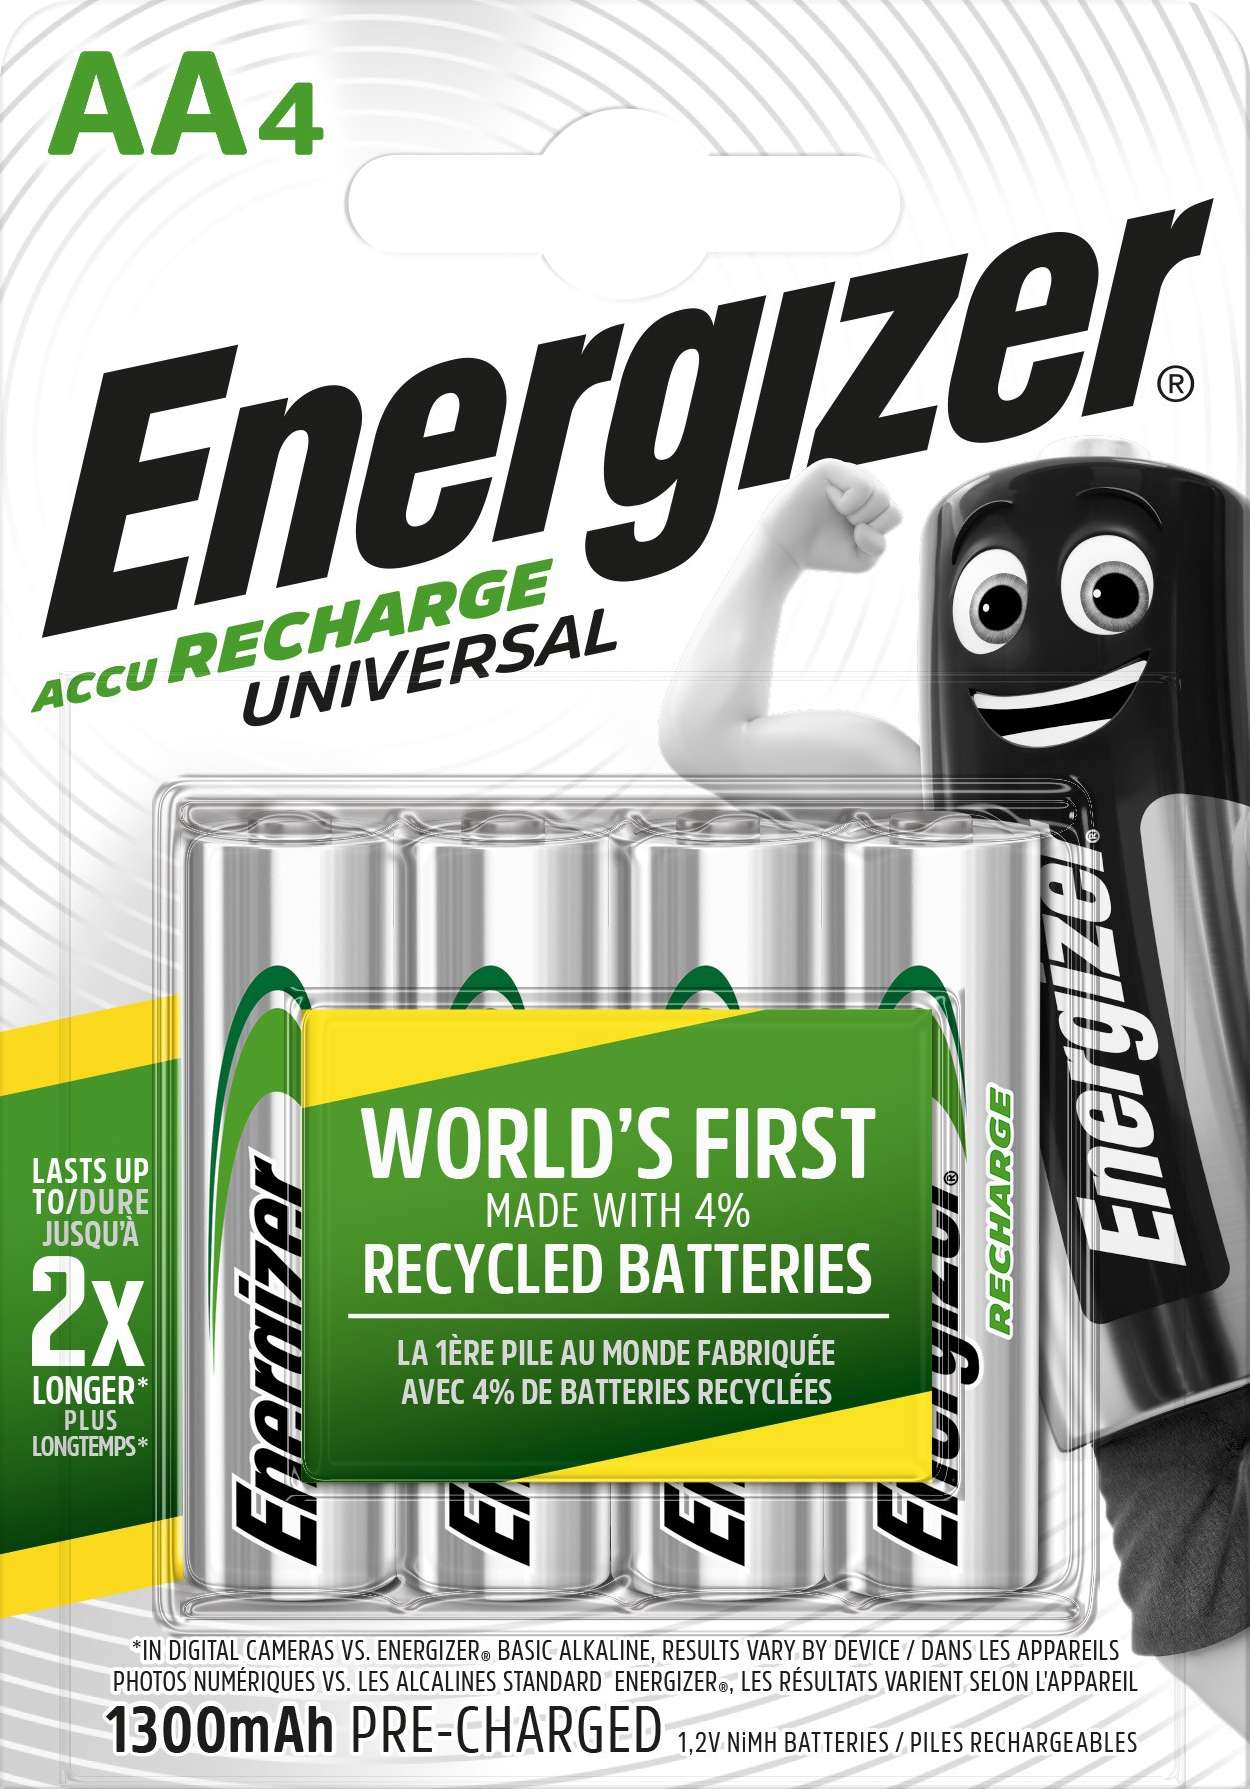 AA4
Energizer®
ACCU RECHARGE
UNIVERSAL
Energizer®
LASTS UP
TO/DURE
JUSQU'À
2x
LONGER*
PLUS
LONGTEMPS*
Energizer
WORLD'S FIRST
MADE WITH 4%
RECYCLED BATTERIES
LA 1ÈRE PILE AU MONDE FABRIQUÉE
AVEC 4% DE BATTERIES RECYCLÉES
Energizer®
RECHARGE
*IN DIGITAL CAMERAS VS. ENERGIZER® BASIC ALKALINE, RESULTS VARY BY DEVICE / DANS LES APPAREILS
PHOTOS NUMÉRIQUES VS. LES ALCALINES STANDARD ENERGIZER®, LES RÉSULTATS VARIENT SELON L'APPAREIL
1300mAh PRE-CHARGED 1,2V NiMH BATTERIES / PILES RECHARGEABLES